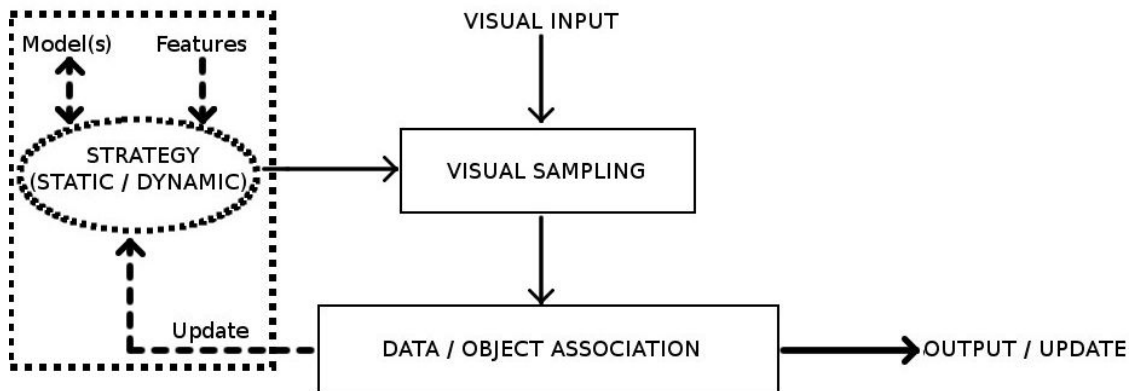 Model(s)
Features
STRATEGY
(STATIC / DYNAMIC)
Update
VISUAL INPUT
VISUAL SAMPLING
DATA / OBJECT ASSOCIATION
OUTPUT / UPDATE